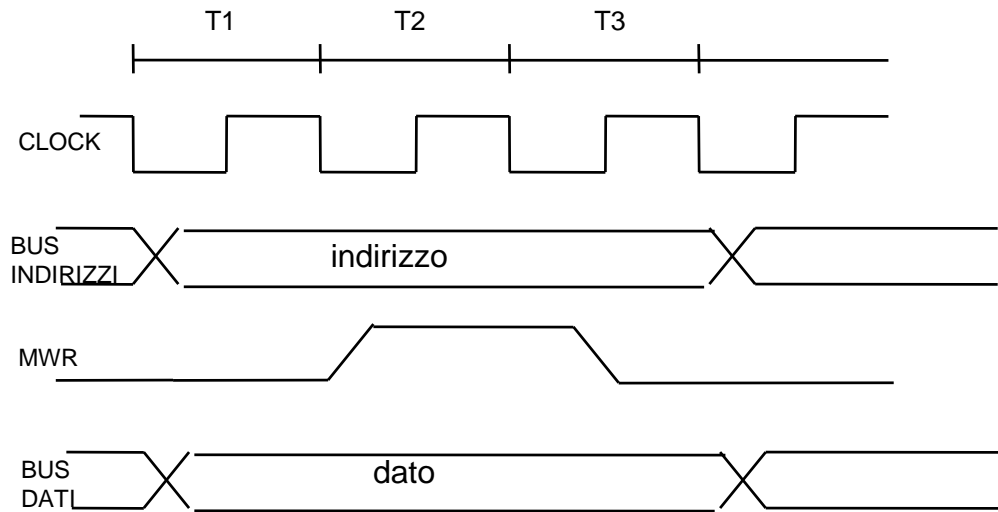 T1 T2 T3
CLOCK
BUS
INDIRIZZI
indirizzo
MWR
BUS
DATI
dato